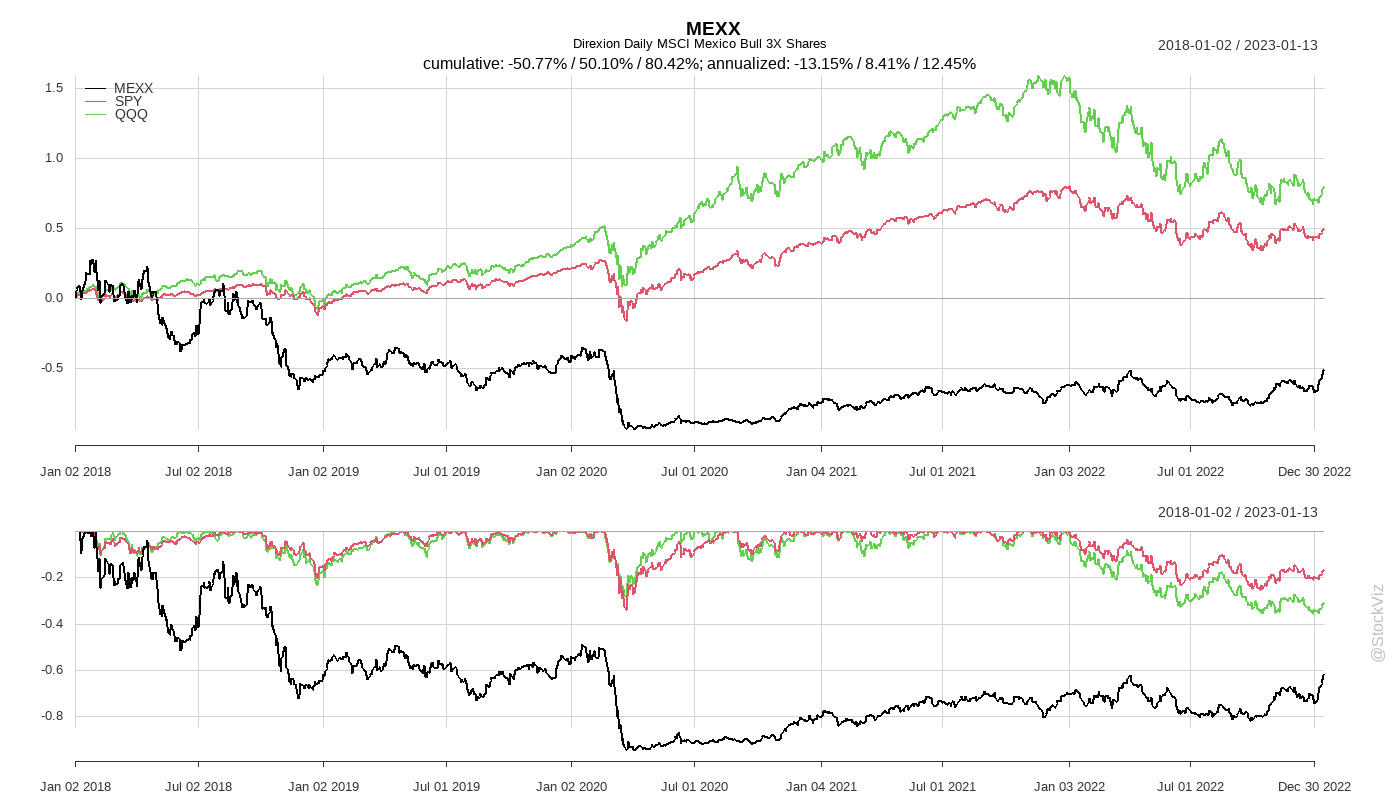 MEXX
Direxion Daily MSCI Mexico Bull 3X Shares
2018-01-02 / 2023-01-13
cumulative: -50.77% / 50.10% / 80.42%; annualized: -13.15% / 8.41% / 12.45%
MEXX
SPY
QQQ
1.5
1.0
0.5
0.0
-0.5
Jan 02 2018 Jul 02 2018 Jan 02 2019 Jul 01 2019 Jan 02 2020 Jul 01 2020 Jan 04 2021 Jul 01 2021 Jan 03 2022 Jul 01 2022 Dec 30 2022
2018-01-02 / 2023-01-13
-0.2
-0.4
-0.6
-0.8
Jan 02 2018 Jul 02 2018 Jan 02 2019 Jul 01 2019 Jan 02 2020 Jul 01 2020 Jan 04 2021 Jul 01 2021 Jan 03 2022 Jul 01 2022 Dec 30 2022
@StockViz